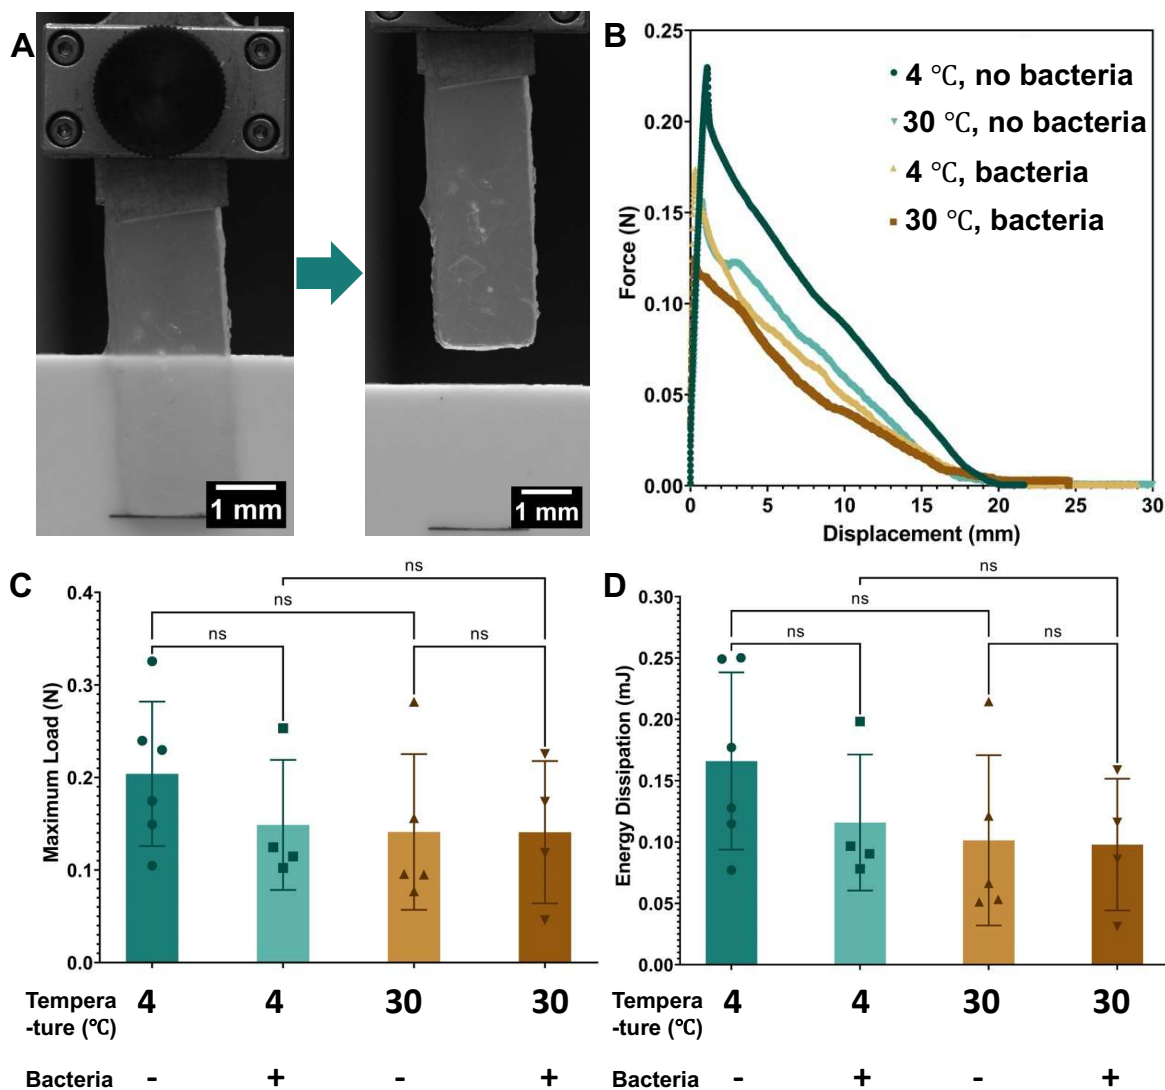 A
1 mm
1 mm
B
0.25
0.20
0.15
0.10
0.05
0.00
Force (N)
0
5
10
15
20
25
30
Displacement (mm)
4 ℃, no bacteria
30 ℃, no bacteria
4 ℃, bacteria
30 ℃, bacteria
C
0.4
0.3
0.2
0.1
0.0
Maximum Load (N)
ns
ns
ns
ns
Tempera
-ture (℃)
4 4 30 30
Bacteria - + - +
D
0.30
0.25
0.20
0.15
0.10
0.05
0.00
Energy Dissipation (mJ)
ns
ns
ns
ns
Tempera
-ture (℃)
4 4 30 30
Bacteria - + - +